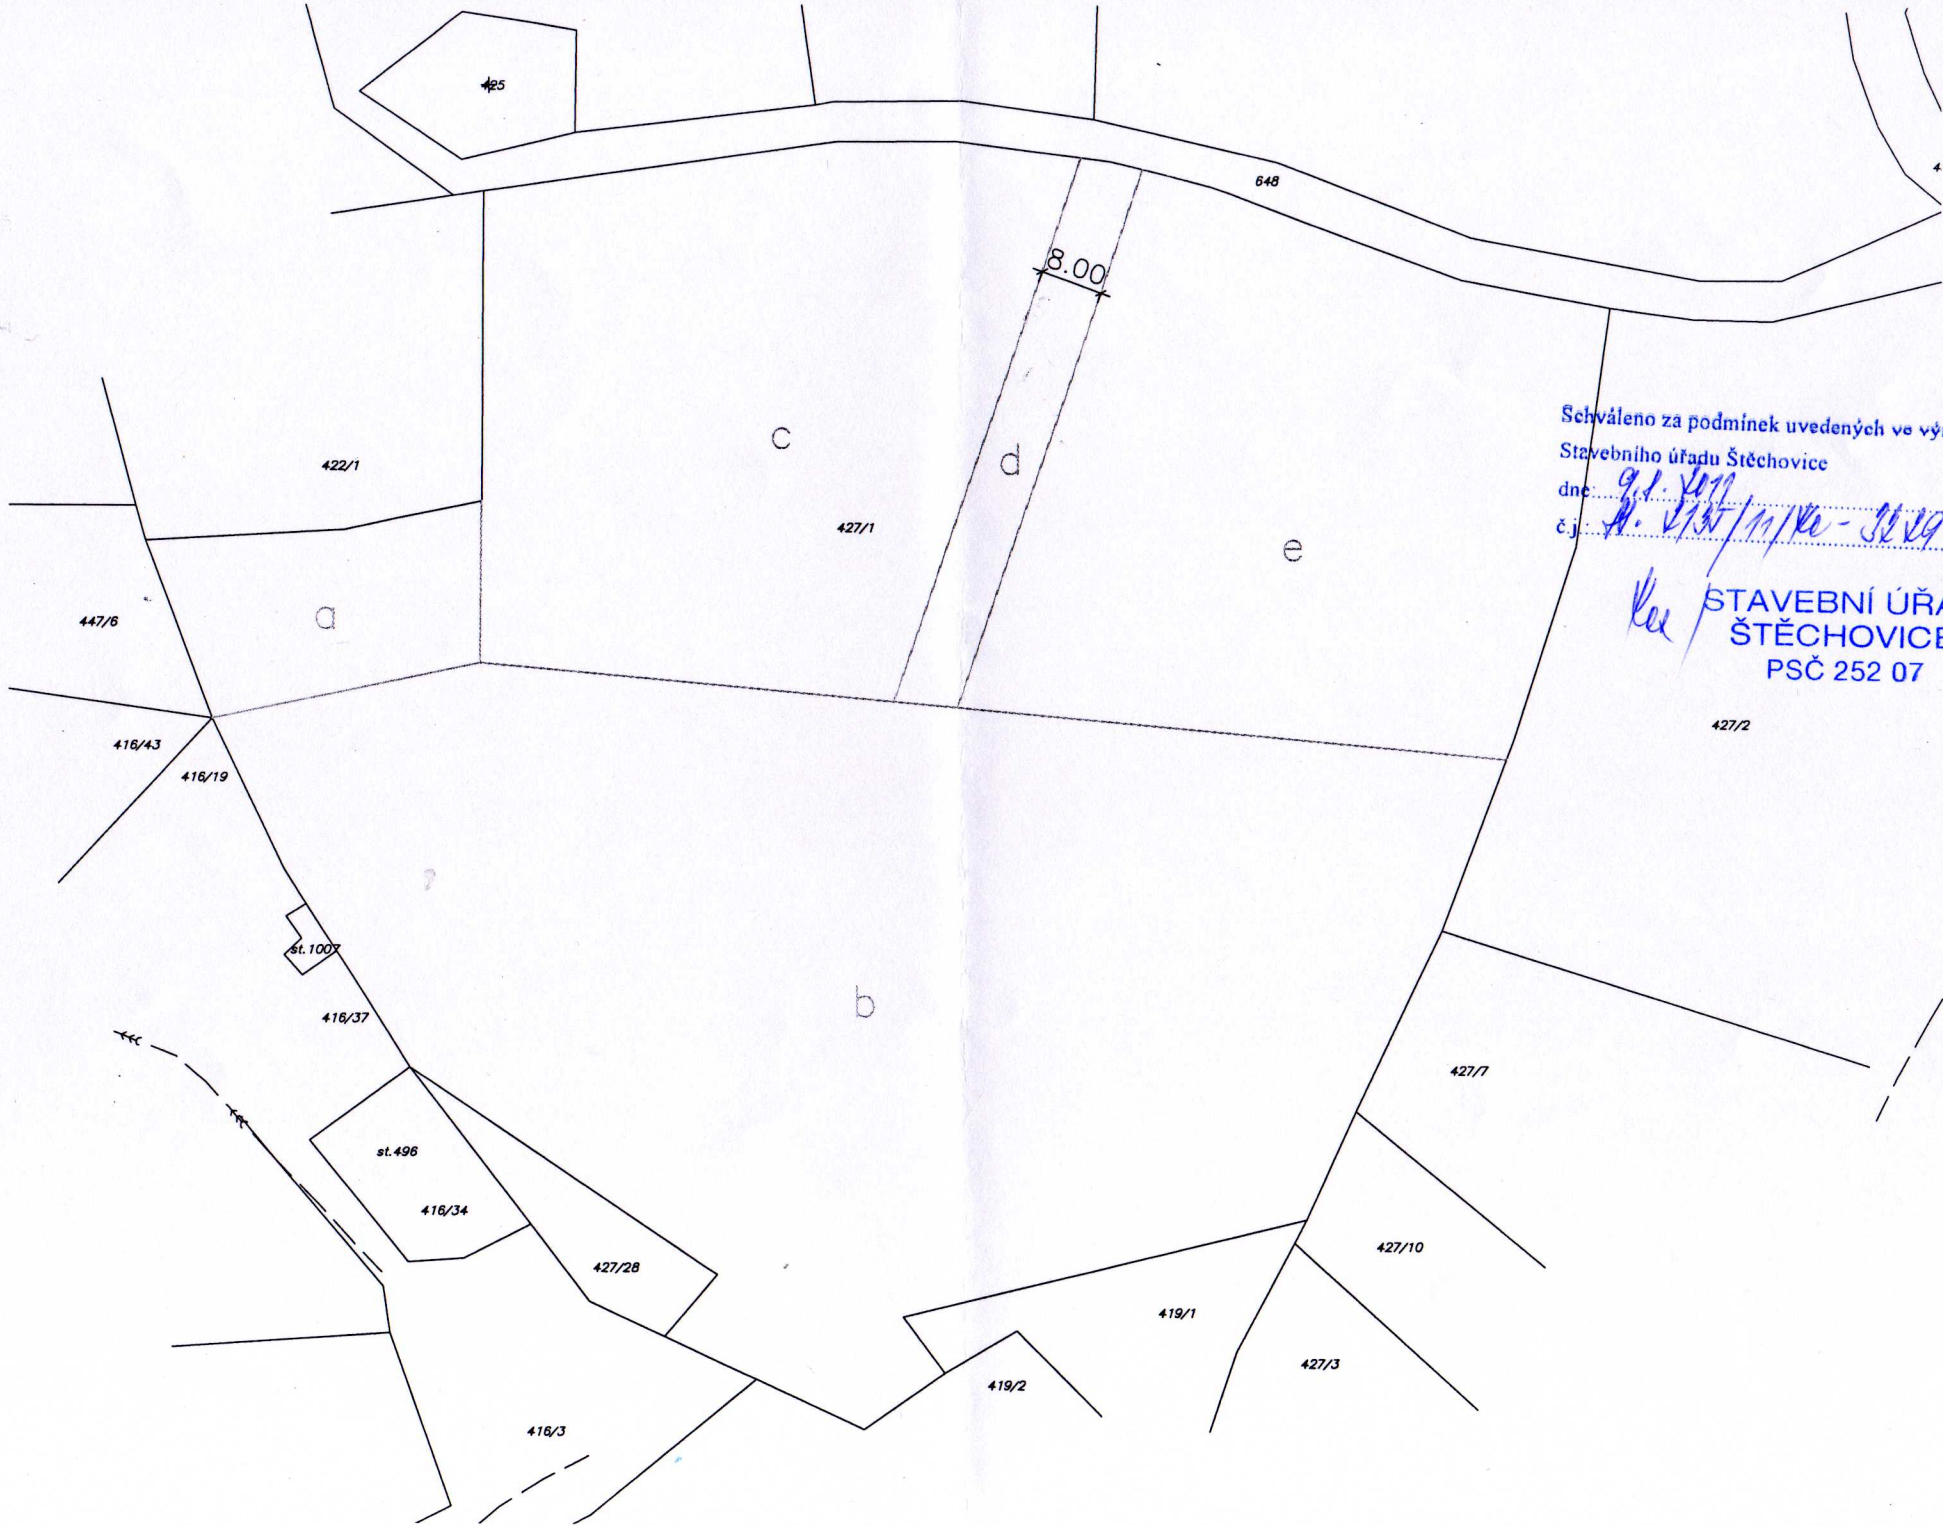 425
648
8.00
c
422/1
d
427/1
e
Schváleno za podmínek uvedených ve vý
Stavebního úřadu Štěchovice
dne:
č.j.:
STAVEBNÍ ÚŘA
ŠTĚCHOVICE
PSČ 252 07
447/6
a
427/2
416/43
416/19
st.1007
b
416/37
427/7
st.496
416/34
427/10
427/28
419/1
427/3
419/2
416/3